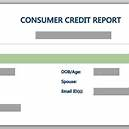 CONSUMER CREDIT REPORT
DOB/Age:
Spouse:
Email ID(s):